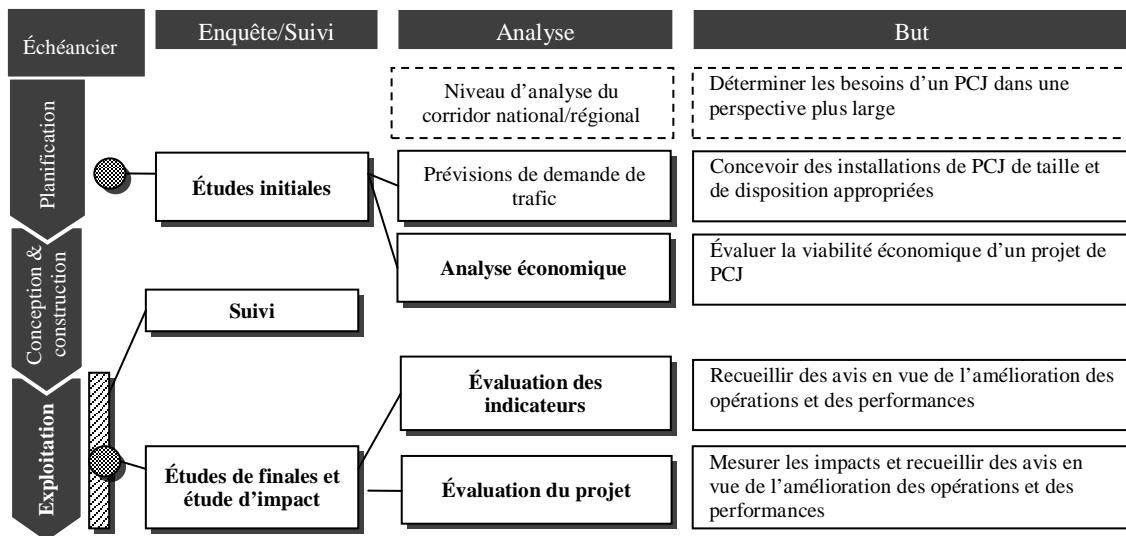 Échéancier
Enquête/Suivi
Analyse
But
Planification
Niveau d’analyse du
corridor national/régional
Déterminer les besoins d’un PCJ dans une
perspective plus large
Études initiales
Prévisions de demande de
trafic
Concevoir des installations de PCJ de taille et
de disposition appropriées
Analyse économique
Évaluer la viabilité économique d’un projet de
PCJ
Conception &
construction
Suivi
Exploitation
Évaluation des
indicateurs
Recueillir des avis en vue de l’amélioration des
opérations et des performances
Études de finales et
étude d’impact
Évaluation du projet
Mesurer les impacts et recueillir des avis en
vue de l’amélioration des opérations et des
performances